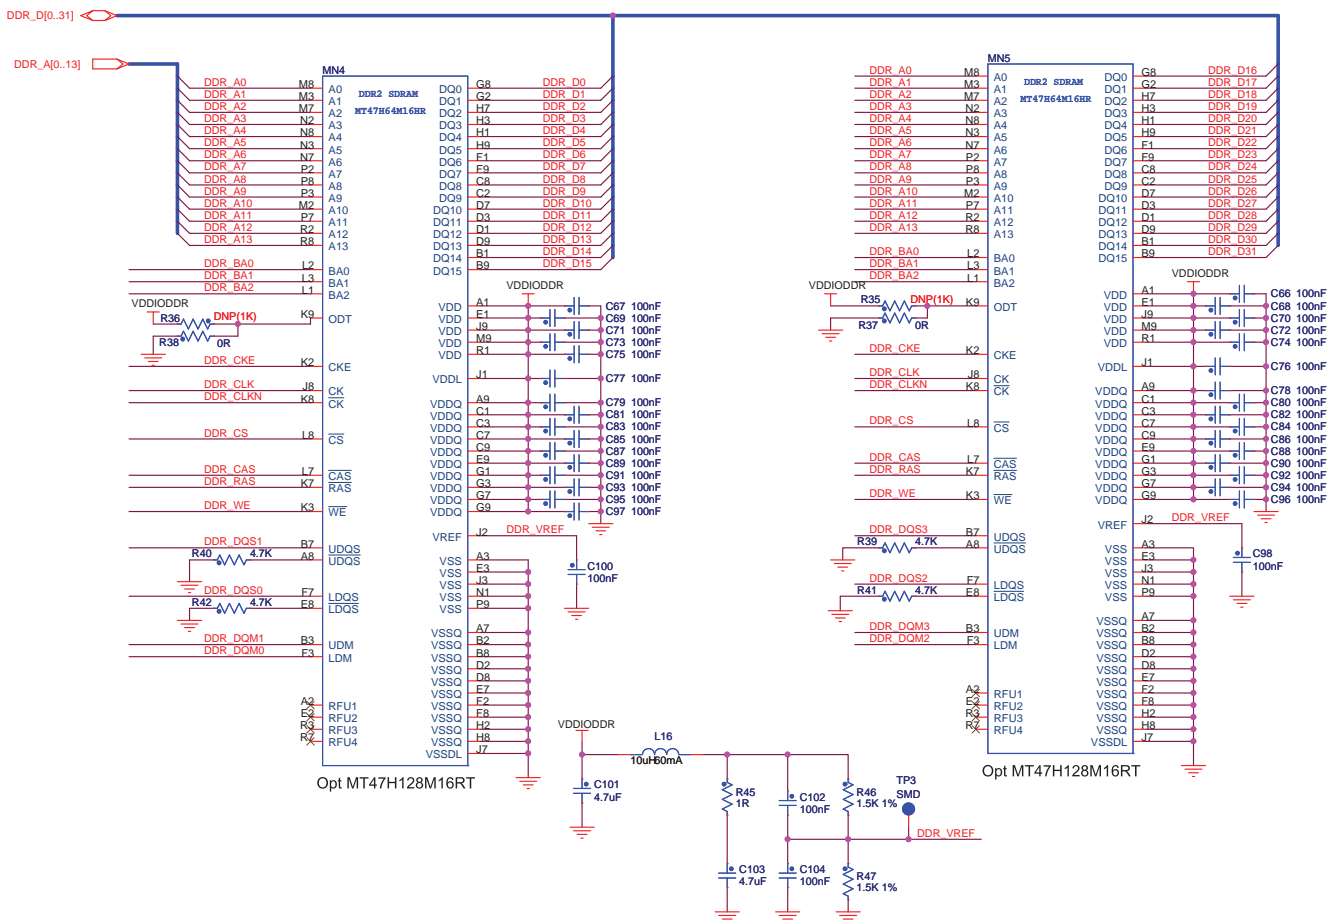 DDR_D[0..31]
DDR_A[0..13]
MN4
DDR2 SDRAM
MT47H64M16HR
DDR_A0 M8 A0 DQ0 G8 DDR_D0
DDR_A1 M3 A1 DQ1 G2 DDR_D1
DDR_A2 M7 A2 DQ2 H7 DDR_D2
DDR_A3 N2 A3 DQ3 H3 DDR_D3
DDR_A4 N8 A4 DQ4 H1 DDR_D4
DDR_A5 N3 A5 DQ5 H9 DDR_D5
DDR_A6 N7 A6 DQ6 F1 DDR_D6
DDR_A7 P2 A7 DQ7 F9 DDR_D7
DDR_A8 P8 A8 DQ8 C8 DDR_D8
DDR_A9 P3 A9 DQ9 C2 DDR_D9
DDR_A10 M2 A10 DQ10 D7 DDR_D10
DDR_A11 P7 A11 DQ11 D3 DDR_D11
DDR_A12 R2 A12 DQ12 D1 DDR_D12
DDR_A13 R8 A13 DQ13 D9 DDR_D13
DQ14 B1 DDR_D14
DDR_BA0 L2 BA0 DQ15 B9 DDR_D15
DDR_BA1 L3 BA1
DDR_BA2 L1 BA2
VDDIODDR
VDDIODDR
R36 DNP(1K)
R38 0R
K9 ODT
VDD A1 C67 100nF
VDD E1 C69 100nF
VDD J9 C71 100nF
VDD M9 C73 100nF
VDD R1 C75 100nF
DDR_CKE K2 CKE
VDDL J1 C77 100nF
DDR_CLK J8 CK
DDR_CLKN K8 CK
VDDQ A9 C79 100nF
VDDQ C1 C81 100nF
VDDQ C3 C83 100nF
VDDQ C7 C85 100nF
VDDQ C9 C87 100nF
VDDQ E9 C89 100nF
VDDQ G1 C91 100nF
VDDQ G3 C93 100nF
VDDQ G7 C95 100nF
VDDQ G9 C97 100nF
DDR_CS L8 CS
DDR_CAS L7 CAS
DDR_RAS K7 RAS
DDR_WE K3 WE
VREF J2 DDR_VREF
C100
100nF
DDR_DQS1 B7 UDQS
R40 4.7K A8 UDQS
DDR_DQS0 F7 LDQS
R42 4.7K E8 LDQS
DDR_DQM1 B3 UDM
DDR_DQM0 F3 LDM
VSS A3
VSS E3
VSS J3
VSS N1
VSS P9
VSSQ A7
VSSQ B2
VSSQ B8
VSSQ D2
VSSQ D8
VSSQ E7
VSSQ F2
VSSQ F8
VSSQ H2
VSSQ H8
VSSDL J7
A2 RFU1
E2 RFU2
R3 RFU3
R7 RFU4
Opt MT47H128M16RT
MN5
DDR2 SDRAM
MT47H64M16HR
DDR_A0 M8 A0 DQ0 G8 DDR_D16
DDR_A1 M3 A1 DQ1 G2 DDR_D17
DDR_A2 M7 A2 DQ2 H7 DDR_D18
DDR_A3 N2 A3 DQ3 H3 DDR_D19
DDR_A4 N8 A4 DQ4 H1 DDR_D20
DDR_A5 N3 A5 DQ5 H9 DDR_D21
DDR_A6 N7 A6 DQ6 F1 DDR_D22
DDR_A7 P2 A7 DQ7 F9 DDR_D23
DDR_A8 P8 A8 DQ8 C8 DDR_D24
DDR_A9 P3 A9 DQ9 C2 DDR_D25
DDR_A10 M2 A10 DQ10 D7 DDR_D26
DDR_A11 P7 A11 DQ11 D3 DDR_D27
DDR_A12 R2 A12 DQ12 D1 DDR_D28
DDR_A13 R8 A13 DQ13 D9 DDR_D29
DQ14 B1 DDR_D30
DDR_BA0 L2 BA0 DQ15 B9 DDR_D31
DDR_BA1 L3 BA1
DDR_BA2 L1 BA2
VDDIODDR
VDDIODDR
R35 DNP(1K)
R37 0R
K9 ODT
VDD A1 C66 100nF
VDD E1 C68 100nF
VDD J9 C70 100nF
VDD M9 C72 100nF
VDD R1 C74 100nF
DDR_CKE K2 CKE
VDDL J1 C76 100nF
DDR_CLK J8 CK
DDR_CLKN K8 CK
VDDQ A9 C78 100nF
VDDQ C1 C80 100nF
VDDQ C3 C82 100nF
VDDQ C7 C84 100nF
VDDQ C9 C86 100nF
VDDQ E9 C88 100nF
VDDQ G1 C90 100nF
VDDQ G3 C92 100nF
VDDQ G7 C94 100nF
VDDQ G9 C96 100nF
DDR_CS L8 CS
DDR_CAS L7 CAS
DDR_RAS K7 RAS
DDR_WE K3 WE
VREF J2 DDR_VREF
C98
100nF
DDR_DQS3 B7 UDQS
R39 4.7K A8 UDQS
DDR_DQS2 F7 LDQS
R41 4.7K E8 LDQS
DDR_DQM3 B3 UDM
DDR_DQM2 F3 LDM
VSS A3
VSS E3
VSS J3
VSS N1
VSS P9
VSSQ A7
VSSQ B2
VSSQ B8
VSSQ D2
VSSQ D8
VSSQ E7
VSSQ F2
VSSQ F8
VSSQ H2
VSSQ H8
VSSDL J7
A2 RFU1
E2 RFU2
R3 RFU3
R7 RFU4
Opt MT47H128M16RT
VDDIODDR
L16
10uH60mA
C101
4.7uF
R45
1R
C102
100nF
R46
1.5K 1%
TP3
SMD
DDR_VREF
C103
4.7uF
C104
100nF
R47
1.5K 1%